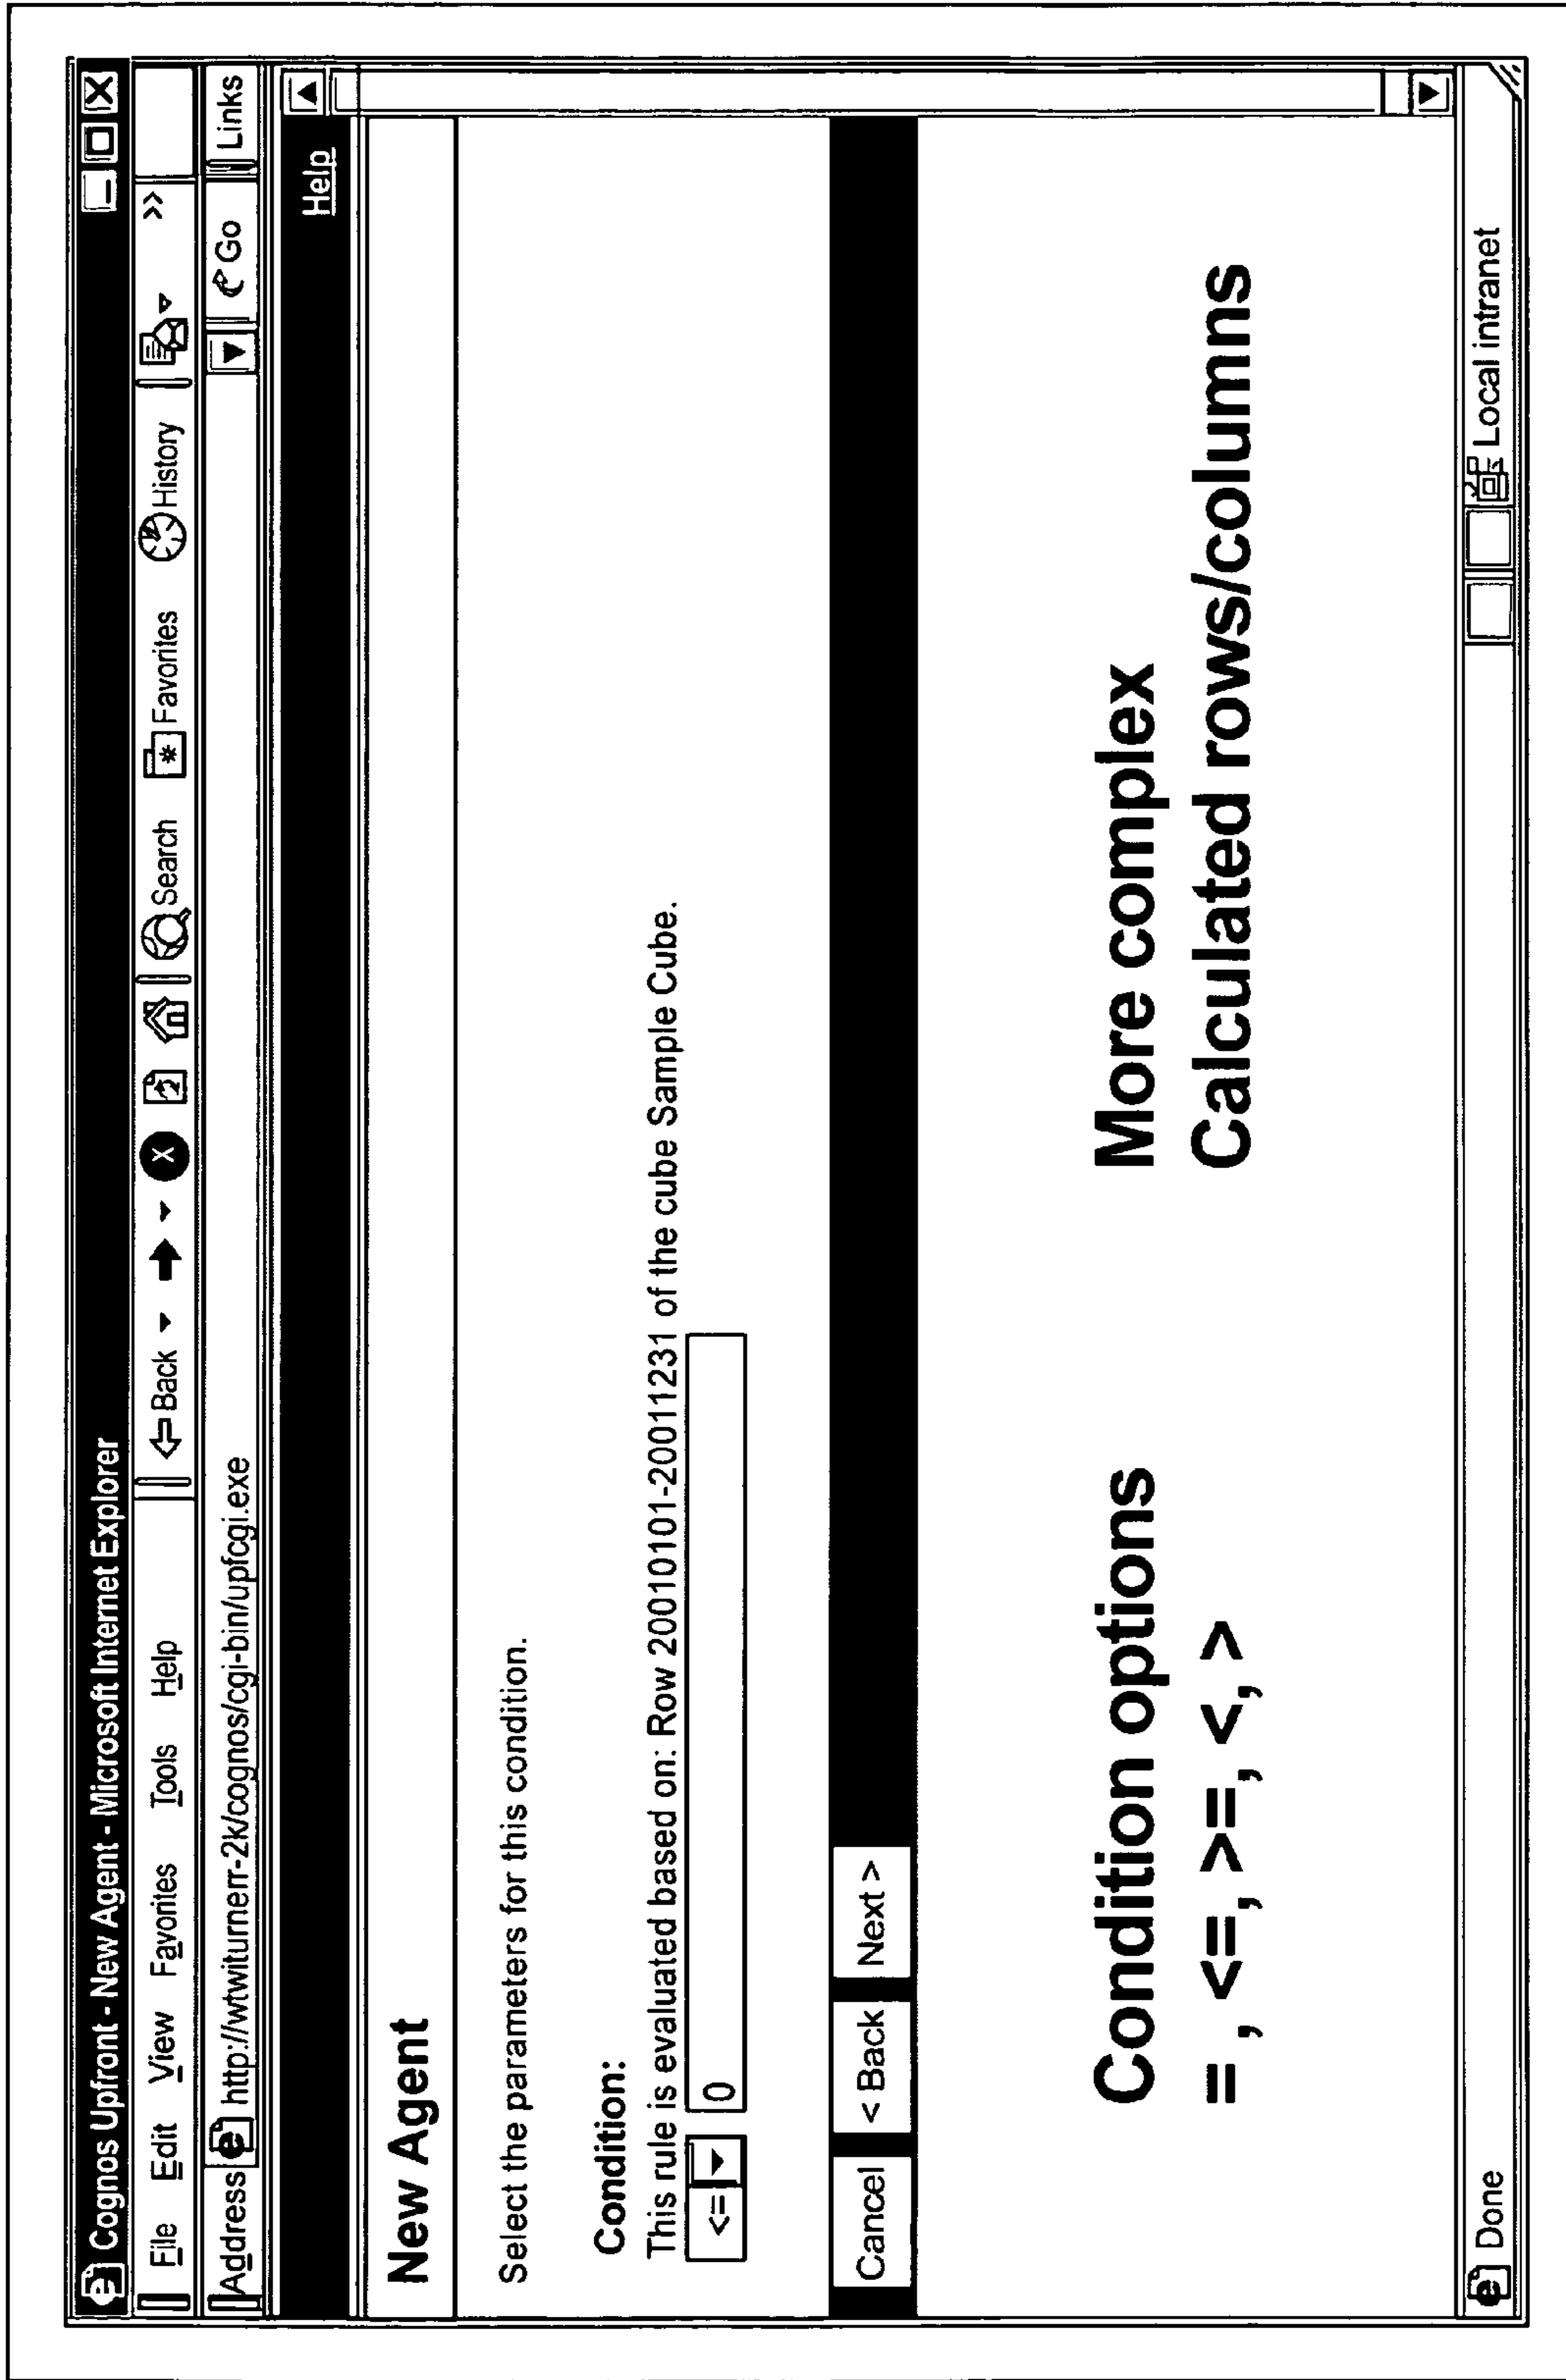 Cognos Upfront - New Agent - Microsoft Internet Explorer
File Edit View Favorites Tools Help Back Search Favorites History >>
Address http://wtwiturnerr-2k/cognos/cgi-bin/upfcgi.exe Go Links
Help
New Agent
Select the parameters for this condition.
Condition:
This rule is evaluated based on: Row 20010101-20011231 of the cube Sample Cube.
<= 0
Cancel < Back Next >
Condition options
= , <=, >=, <, >
More complex
Calculated rows/columns
Done Local intranet